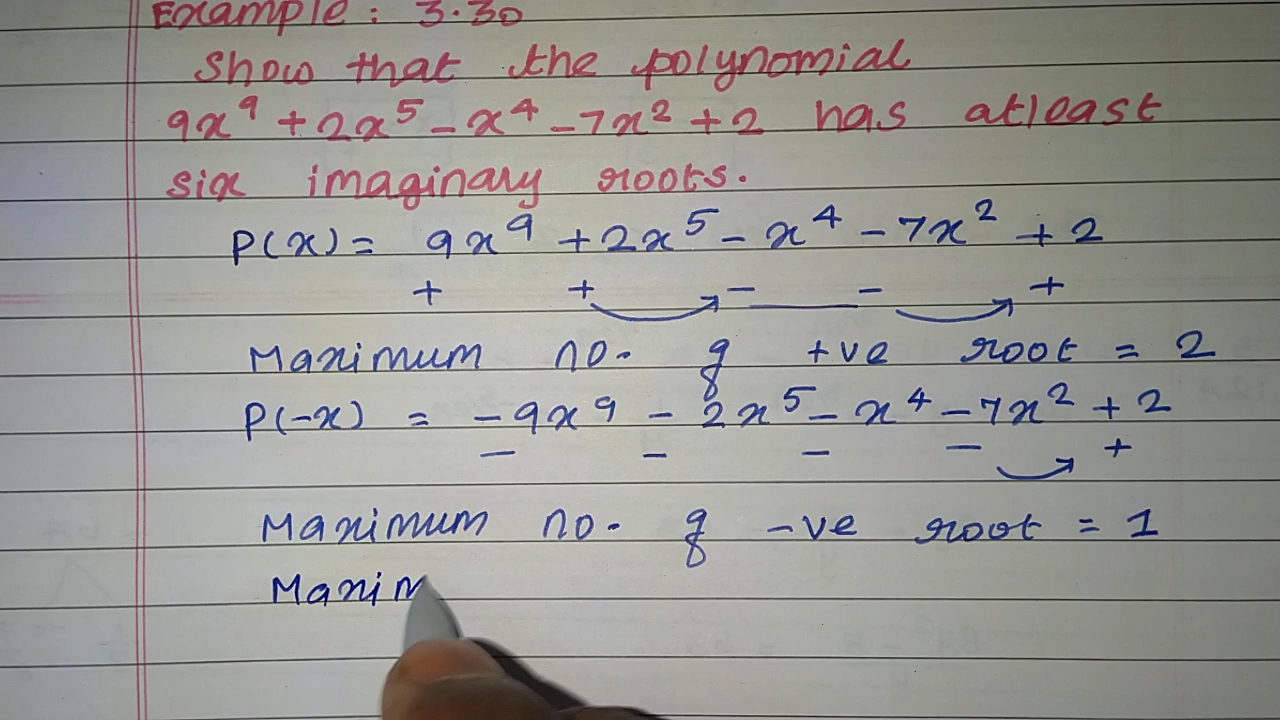 Example : 3.30
Show that the polynomial
9x⁹ + 2x⁵ - x⁴ - 7x² + 2 has atleast
six imaginary roots.
P(x) = 9x⁹ + 2x⁵ - x⁴ - 7x² + 2
+ + - - +
Maximum no. of +ve root = 2
P(-x) = -9x⁹ - 2x⁵ - x⁴ - 7x² + 2
- - - - +
Maximum no. of -ve root = 1
Maxim